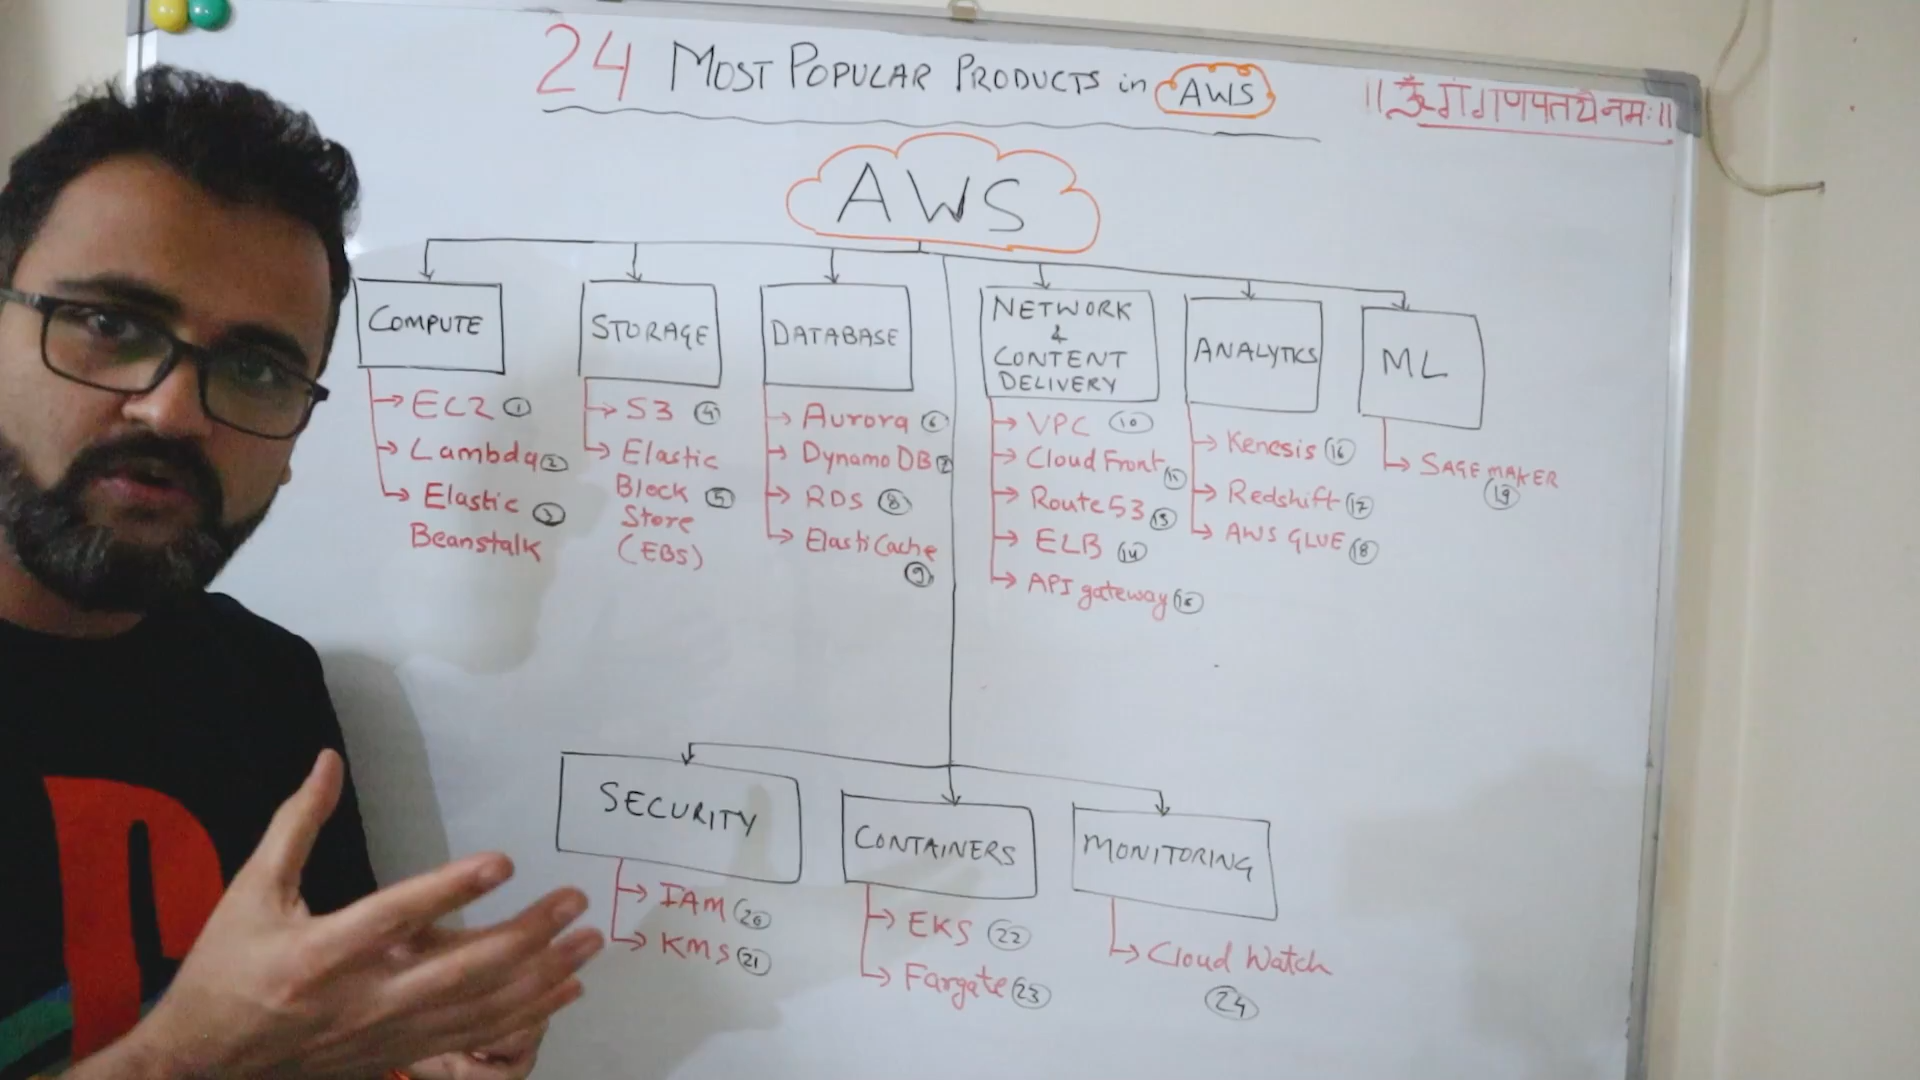 24 MOST POPULAR PRODUCTS in AWS
॥ ॐ गं गणपतये नमः ॥
AWS
COMPUTE
EC2 1
Lambda 2
Elastic 3
Beanstalk
STORAGE
S3 4
Elastic
Block 5
Store
(EBS)
DATABASE
Aurora 6
Dynamo DB 7
RDS 8
Elasti Cache
9
NETWORK
&
CONTENT
DELIVERY
VPC 10
Cloud Front 11
Route 53 13
ELB 14
API gateway 15
ANALYTICS
Kenesis 16
Redshift 17
AWS GLUE 18
ML
SAGE MAKER
19
SECURITY
IAM 20
KMS 21
CONTAINERS
EKS 22
Fargate 23
MONITORING
Cloud Watch
24